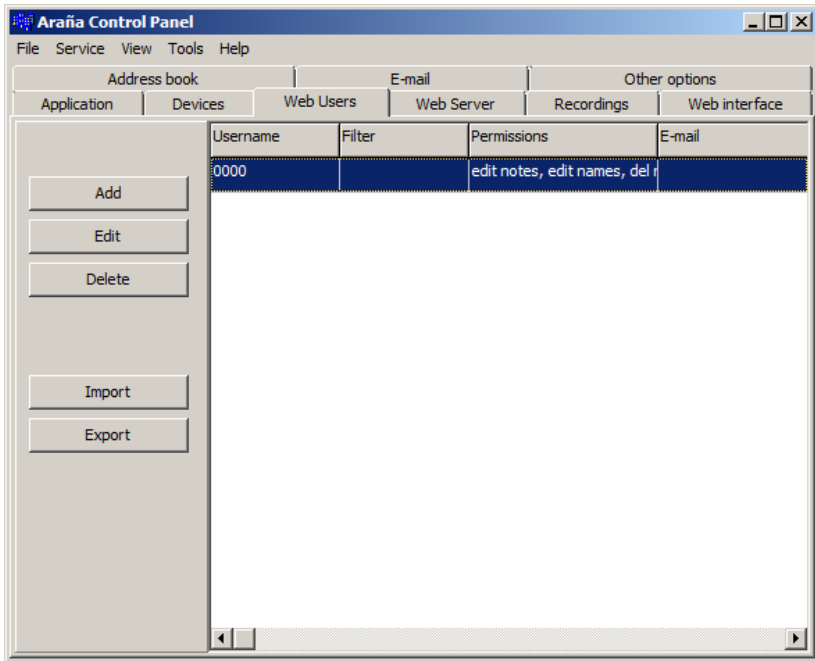 Araña Control Panel
File Service View Tools Help
Address book E-mail Other options
Application Devices Web Users Web Server Recordings Web interface
Username Filter Permissions E-mail
0000 edit notes, edit names, del
Add
Edit
Delete
Import
Export